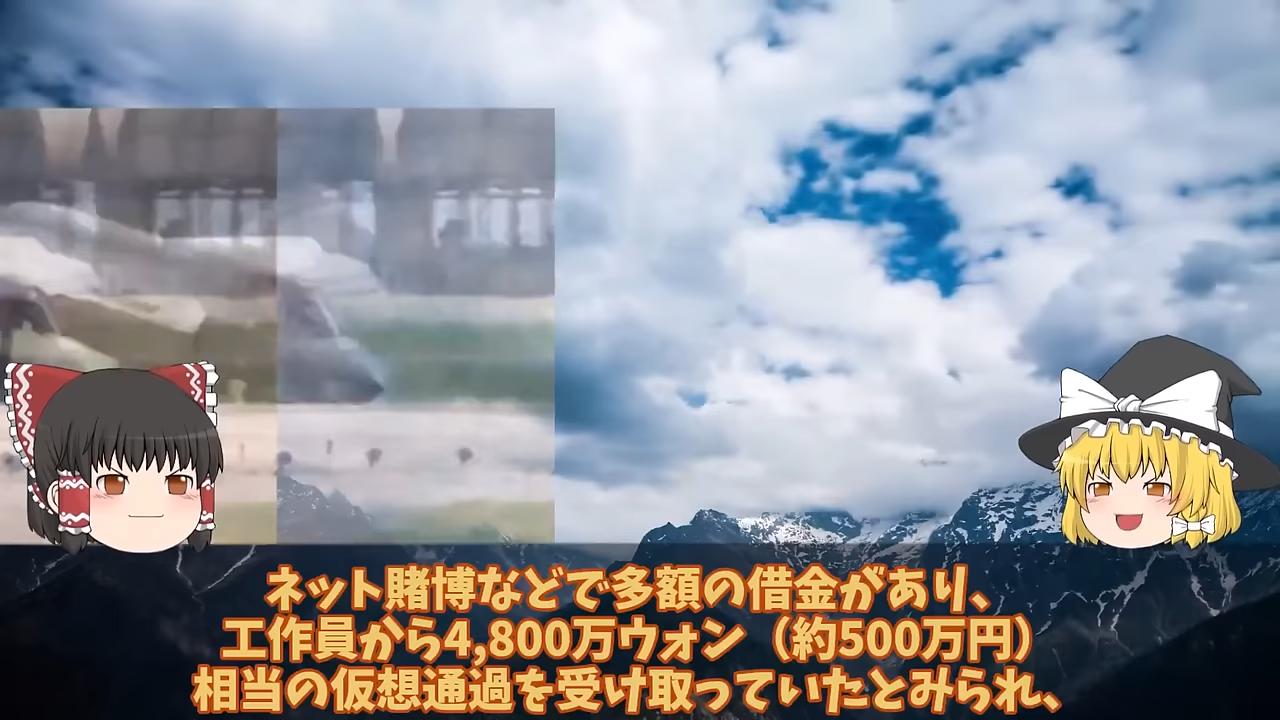 ネット賭博などで多額の借金があり、
工作員から4,800万ウォン（約500万円）
相当の仮想通過を受け取っていたとみられ、